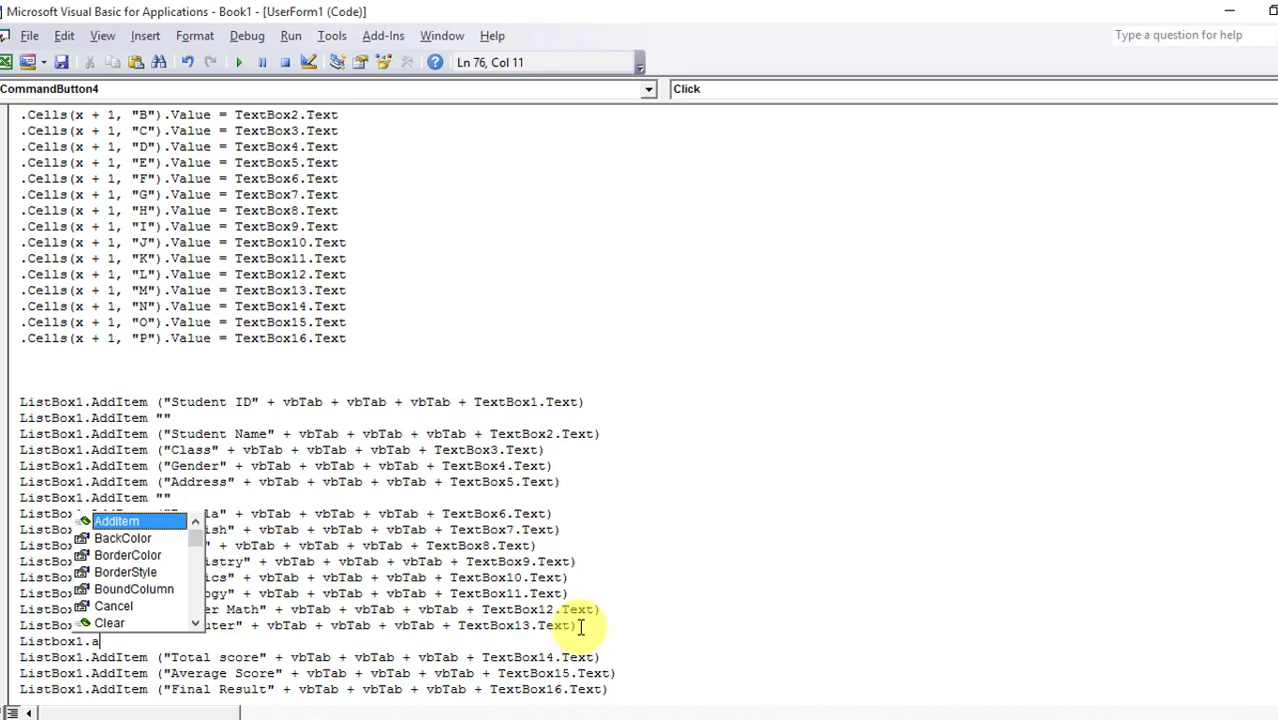 Microsoft Visual Basic for Applications - Book1 - [UserForm1 (Code)]
File Edit View Insert Format Debug Run Tools Add-Ins Window Help
Type a question for help
Ln 76, Col 11
CommandButton4
Click
.Cells(x + 1, "B").Value = TextBox2.Text
.Cells(x + 1, "C").Value = TextBox3.Text
.Cells(x + 1, "D").Value = TextBox4.Text
.Cells(x + 1, "E").Value = TextBox5.Text
.Cells(x + 1, "F").Value = TextBox6.Text
.Cells(x + 1, "G").Value = TextBox7.Text
.Cells(x + 1, "H").Value = TextBox8.Text
.Cells(x + 1, "I").Value = TextBox9.Text
.Cells(x + 1, "J").Value = TextBox10.Text
.Cells(x + 1, "K").Value = TextBox11.Text
.Cells(x + 1, "L").Value = TextBox12.Text
.Cells(x + 1, "M").Value = TextBox13.Text
.Cells(x + 1, "N").Value = TextBox14.Text
.Cells(x + 1, "O").Value = TextBox15.Text
.Cells(x + 1, "P").Value = TextBox16.Text
ListBox1.AddItem ("Student ID" + vbTab + vbTab + vbTab + TextBox1.Text)
ListBox1.AddItem ""
ListBox1.AddItem ("Student Name" + vbTab + vbTab + vbTab + TextBox2.Text)
ListBox1.AddItem ("Class" + vbTab + vbTab + vbTab + TextBox3.Text)
ListBox1.AddItem ("Gender" + vbTab + vbTab + vbTab + TextBox4.Text)
ListBox1.AddItem ("Address" + vbTab + vbTab + vbTab + TextBox5.Text)
ListBox1.AddItem ""
ListBox la" + vbTab + vbTab + vbTab + TextBox6.Text)
ListBox ish" + vbTab + vbTab + vbTab + TextBox7.Text)
ListBox " + vbTab + vbTab + vbTab + TextBox8.Text)
ListBox istry" + vbTab + vbTab + vbTab + TextBox9.Text)
ListBox ics" + vbTab + vbTab + vbTab + TextBox10.Text)
ListBox ogy" + vbTab + vbTab + vbTab + TextBox11.Text)
ListBox er Math" + vbTab + vbTab + vbTab + TextBox12.Text)
ListBox uter" + vbTab + vbTab + vbTab + TextBox13.Text)
AddItem
BackColor
BorderColor
BorderStyle
BoundColumn
Cancel
Clear
Listbox1.a
ListBox1.AddItem ("Total score" + vbTab + vbTab + vbTab + TextBox14.Text)
ListBox1.AddItem ("Average Score" + vbTab + vbTab + vbTab + TextBox15.Text)
ListBox1.AddItem ("Final Result" + vbTab + vbTab + vbTab + TextBox16.Text)